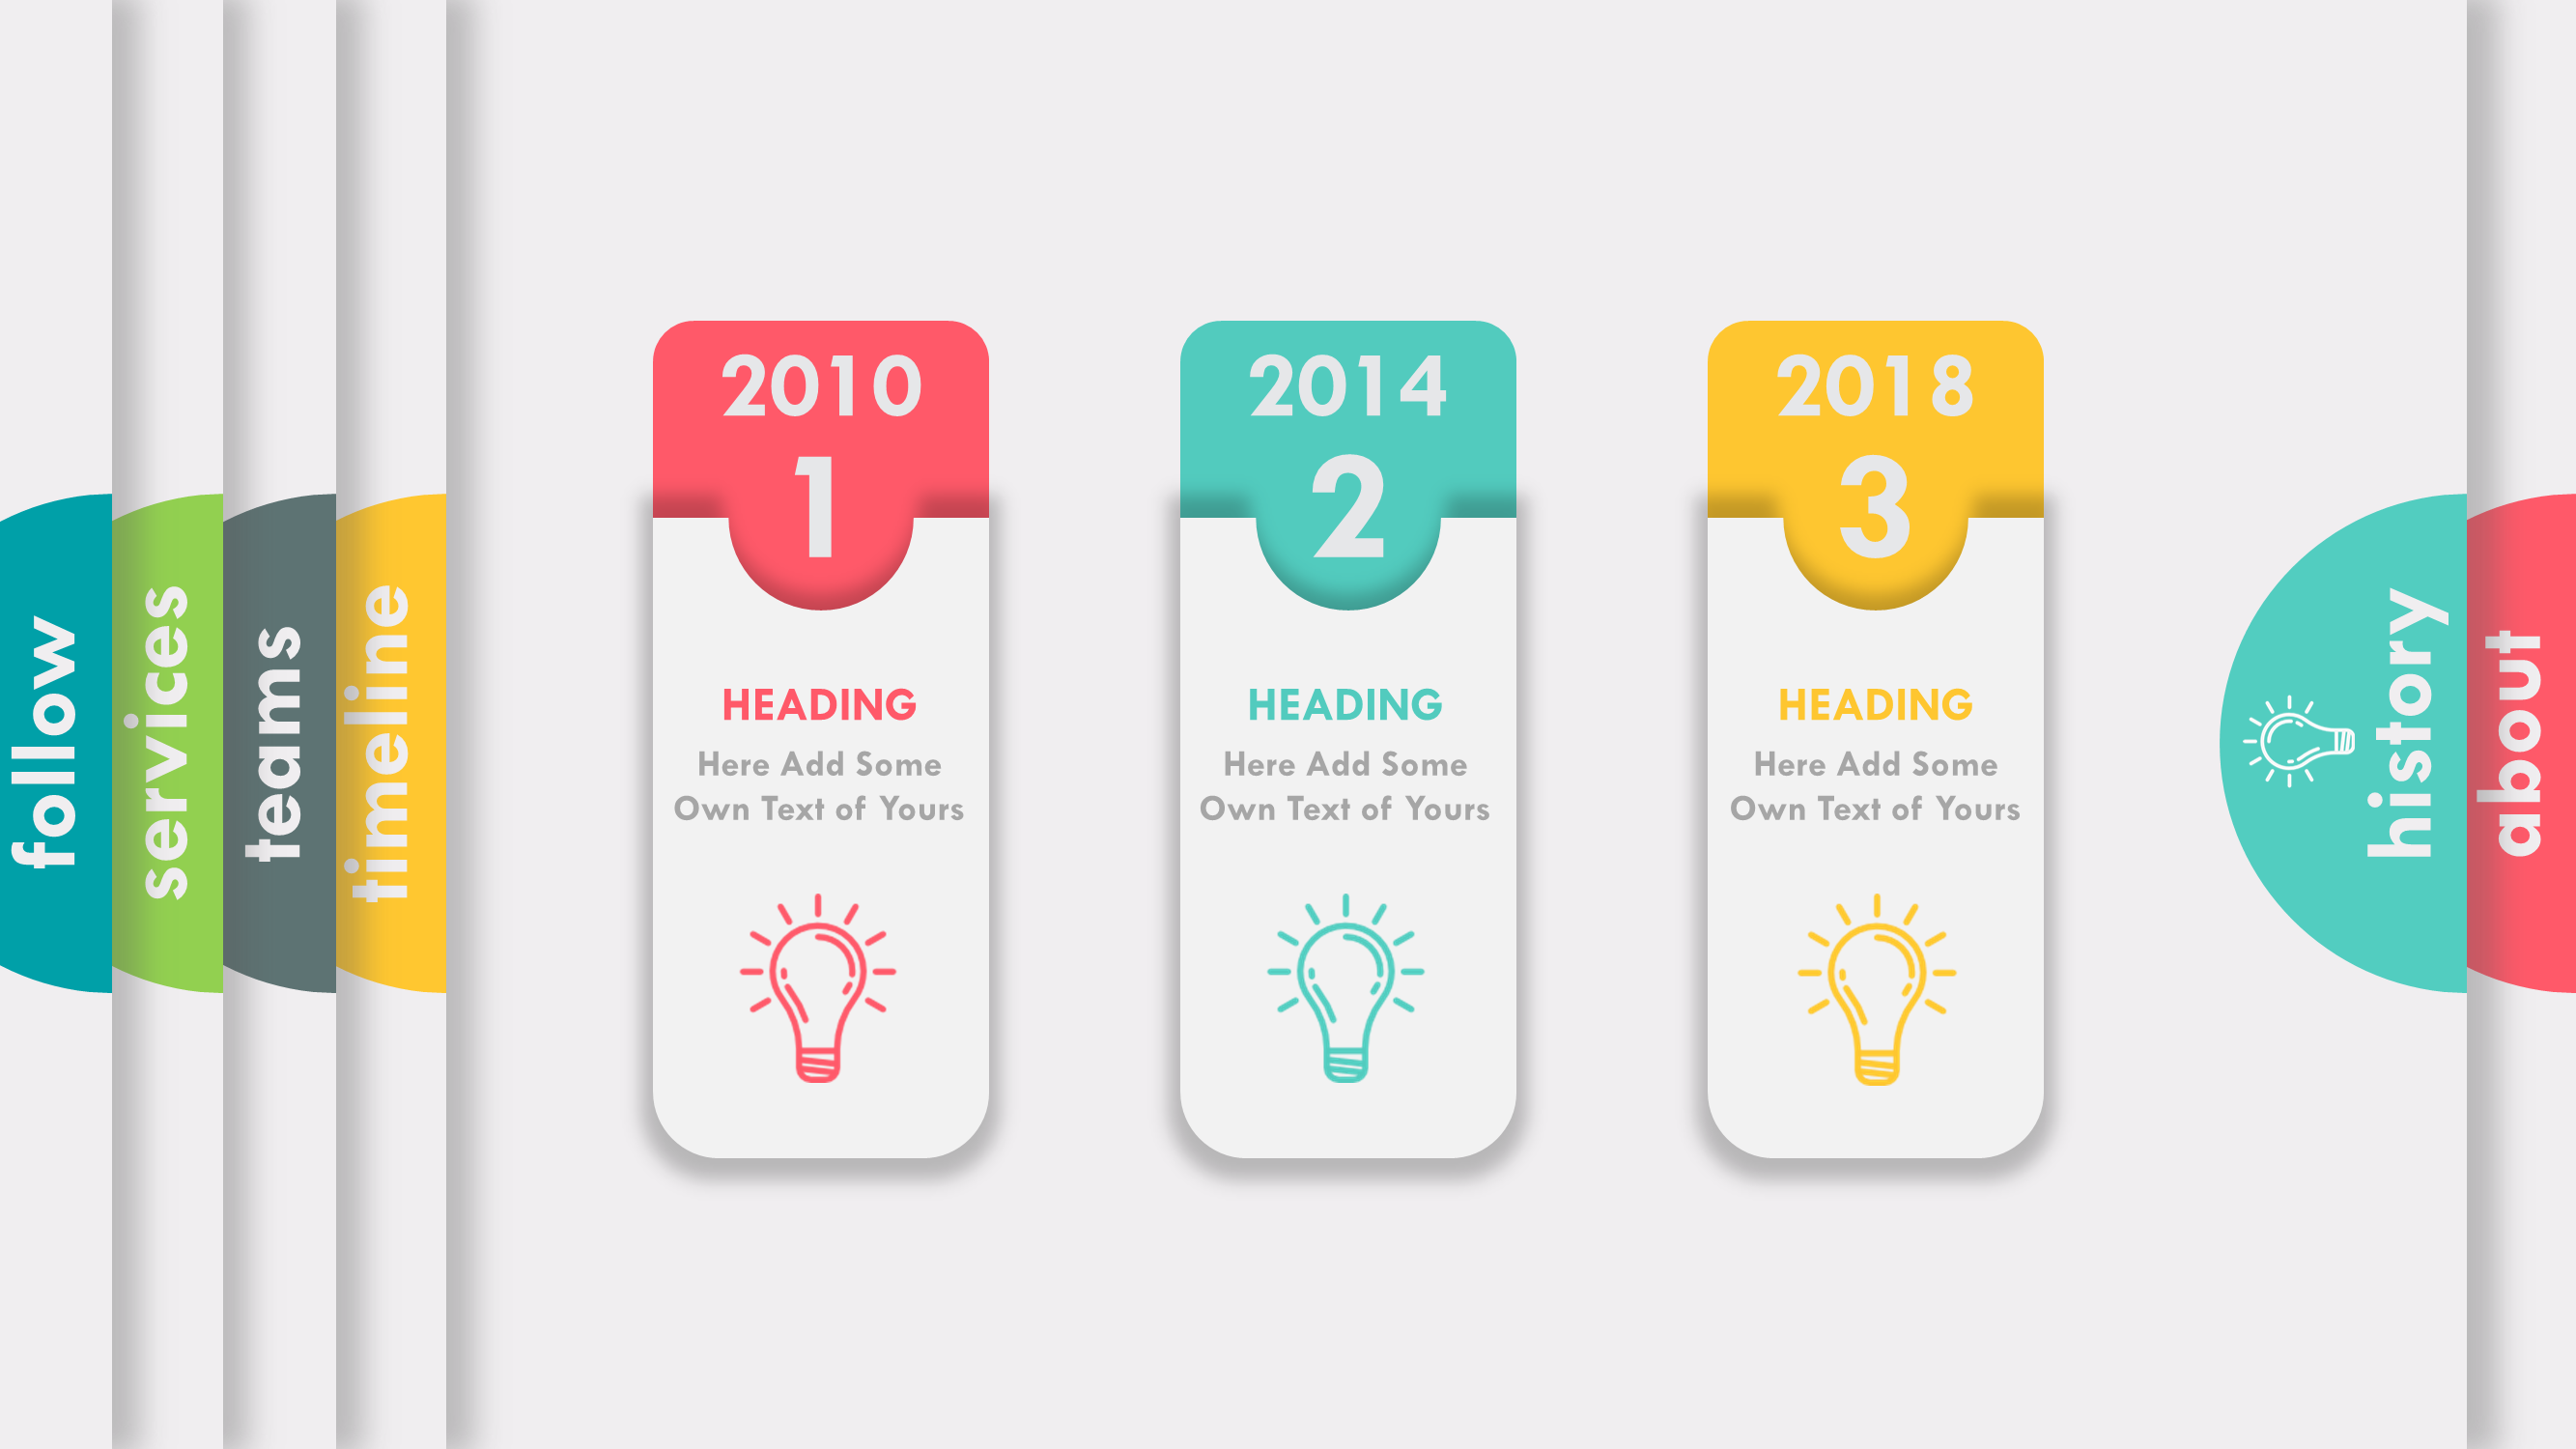 follow
services
teams
timeline
2010
1
HEADING
Here Add Some
Own Text of Yours
2014
2
HEADING
Here Add Some
Own Text of Yours
2018
3
HEADING
Here Add Some
Own Text of Yours
history
about